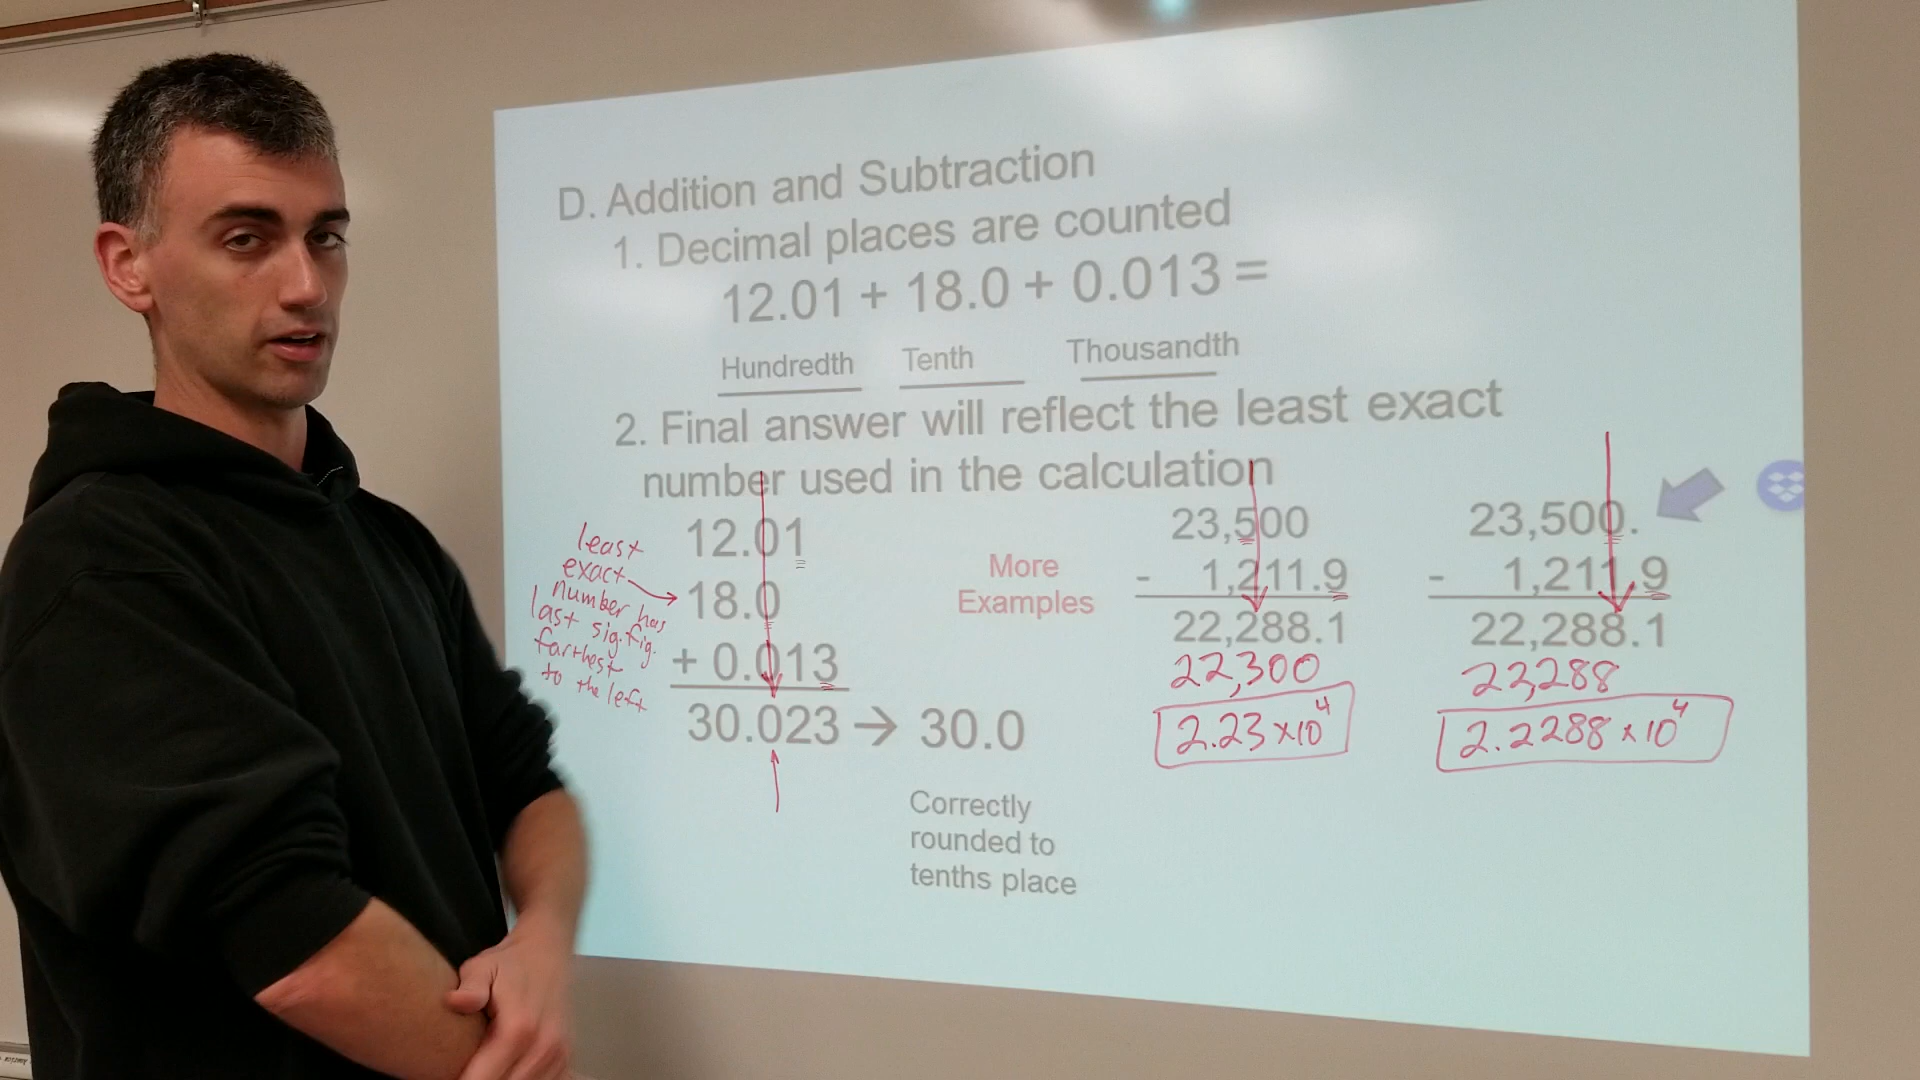 D. Addition and Subtraction
1. Decimal places are counted
12.01 + 18.0 + 0.013 =
Hundredth Tenth Thousandth
2. Final answer will reflect the least exact
number used in the calculation
least
exact
number has
last sig. fig.
farthest
to the left
12.01
18.0
+ 0.013
30.023 → 30.0
Correctly
rounded to
tenths place
More
Examples
23,500
- 1,211.9
22,288.1
22,300
2.23 x 10⁴
23,500.
- 1,211.9
22,288.1
22,288
2.2288 x 10⁴